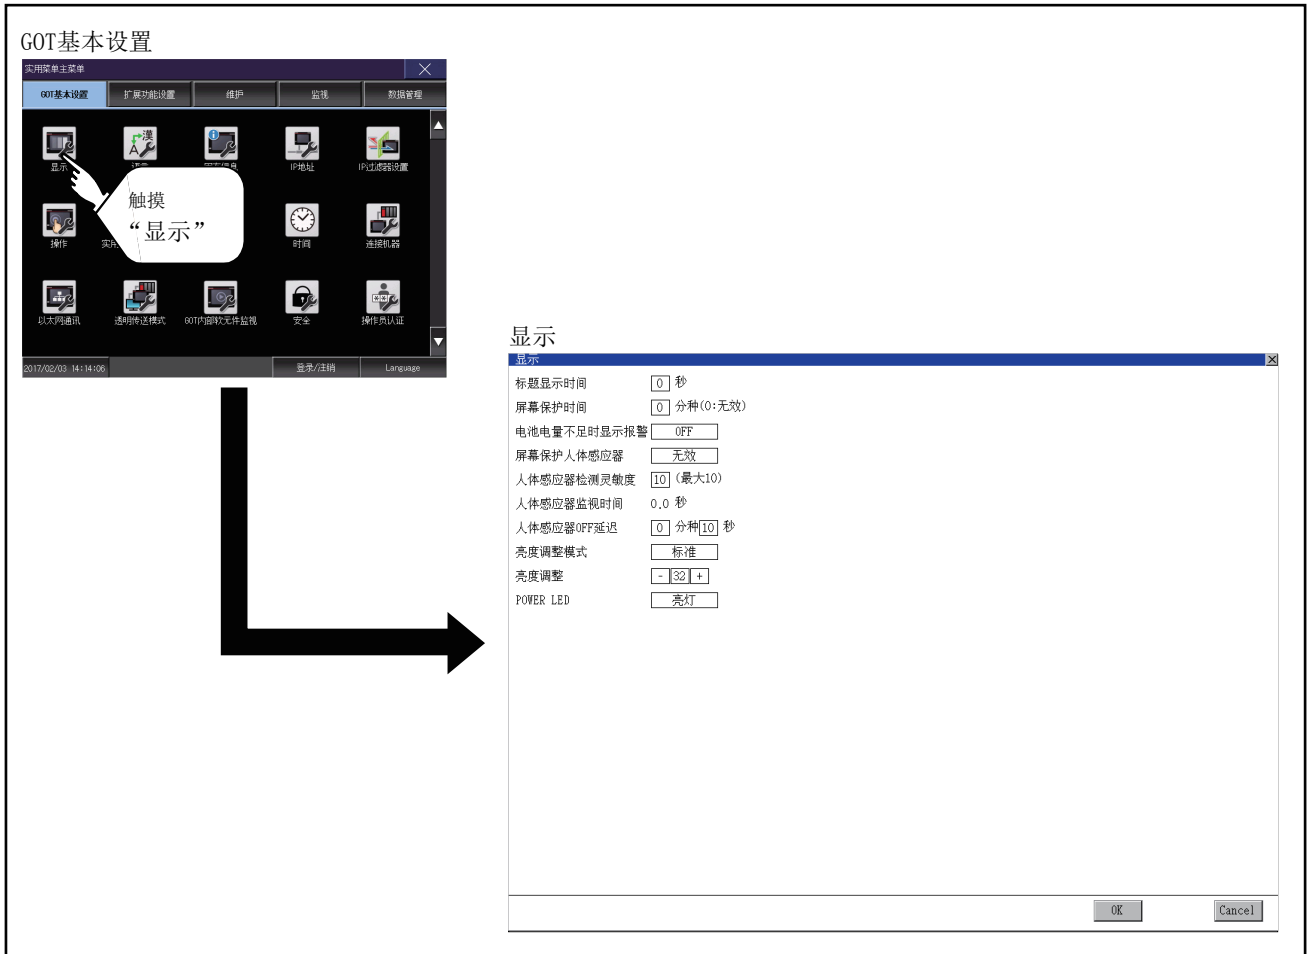 GOT基本设置
实用菜单主菜单
GOT基本设置 扩展功能设置 维护 监视 数据管理
显示 IP地址 IP过滤器设置
触摸
“显示”
操作 时间 连接机器
以太网通讯 透明传送模式 GOT内部软元件监视 安全 操作员认证
2017/02/03 14:14:06 登录/注销 Language
显示
显示
标题显示时间 0 秒
屏幕保护时间 0 分种(0:无效)
电池电量不足时显示报警 OFF
屏幕保护人体感应器 无效
人体感应器检测灵敏度 10 (最大10)
人体感应器监视时间 0.0 秒
人体感应器OFF延迟 0 分种 10 秒
亮度调整模式 标准
亮度调整 - 32 +
POWER LED 亮灯
OK Cancel